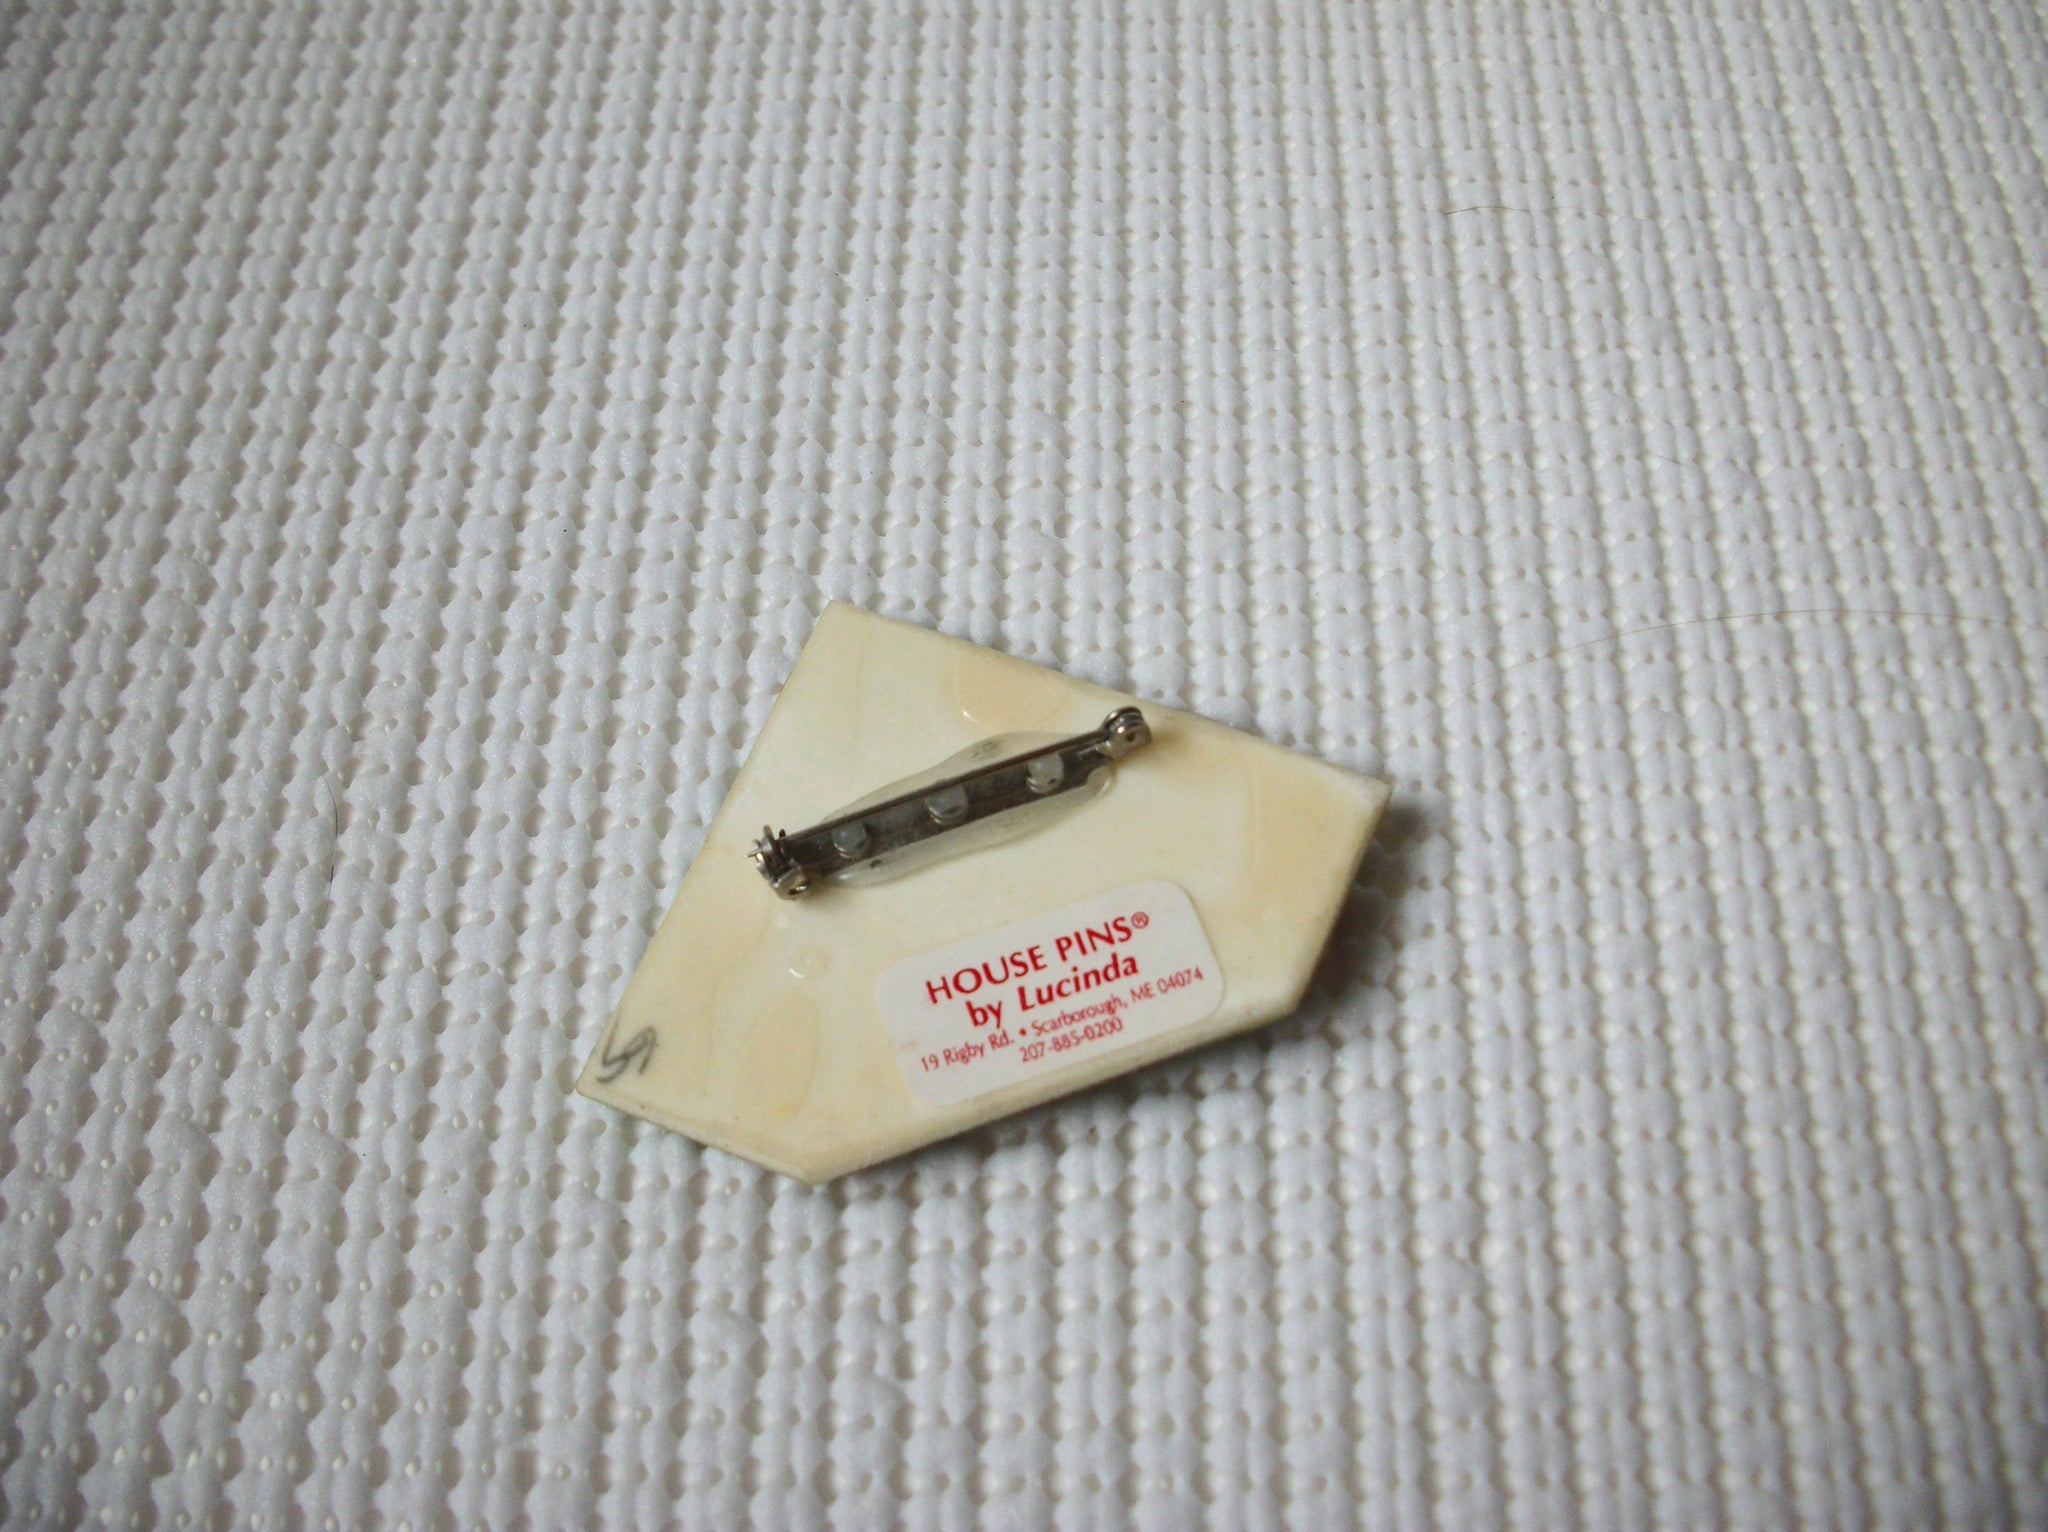 HOUSE PINS®
by Lucinda
19 Rigby Rd. • Scarborough, ME 04074
207-885-0200